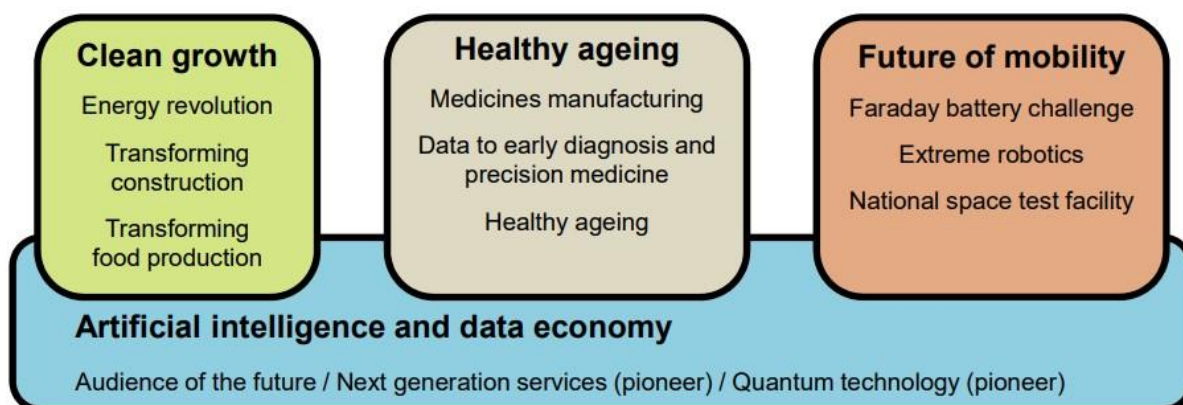 Clean growth
Energy revolution
Transforming
construction
Transforming
food production
Healthy ageing
Medicines manufacturing
Data to early diagnosis and
precision medicine
Healthy ageing
Future of mobility
Faraday battery challenge
Extreme robotics
National space test facility
Artificial intelligence and data economy
Audience of the future / Next generation services (pioneer) / Quantum technology (pioneer)